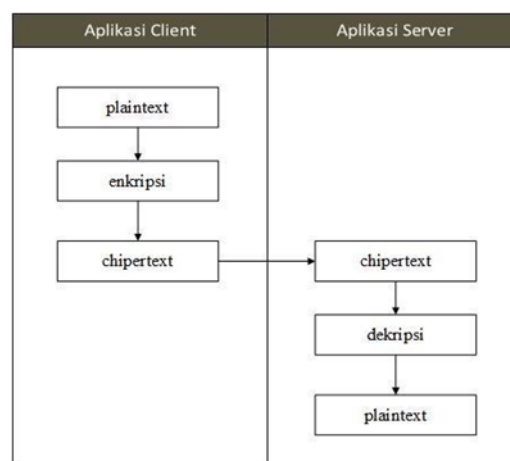 Aplikasi Client
Aplikasi Server
plaintext
enkripsi
chipertext
chipertext
dekripsi
plaintext